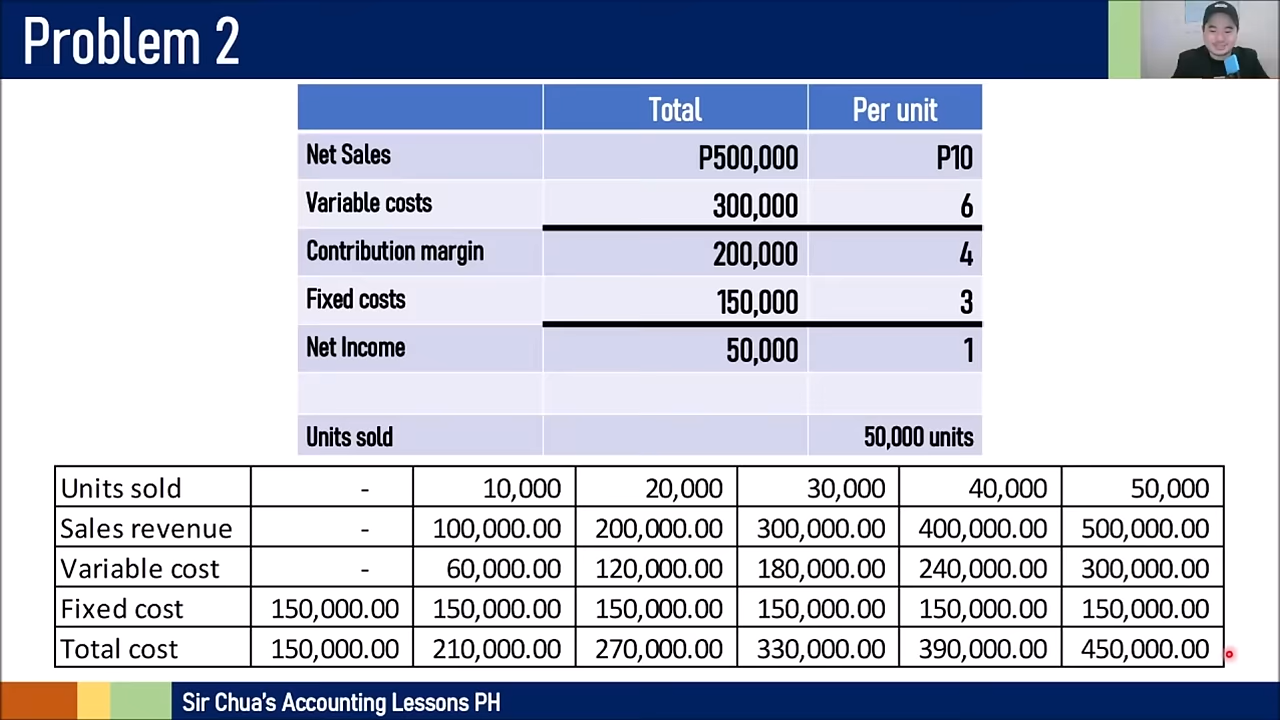 Problem 2
Total Per unit
Net Sales P500,000 P10
Variable costs 300,000 6
Contribution margin 200,000 4
Fixed costs 150,000 3
Net Income 50,000 1
Units sold 50,000 units
Units sold - 10,000 20,000 30,000 40,000 50,000
Sales revenue - 100,000.00 200,000.00 300,000.00 400,000.00 500,000.00
Variable cost - 60,000.00 120,000.00 180,000.00 240,000.00 300,000.00
Fixed cost 150,000.00 150,000.00 150,000.00 150,000.00 150,000.00 150,000.00
Total cost 150,000.00 210,000.00 270,000.00 330,000.00 390,000.00 450,000.00
Sir Chua's Accounting Lessons PH